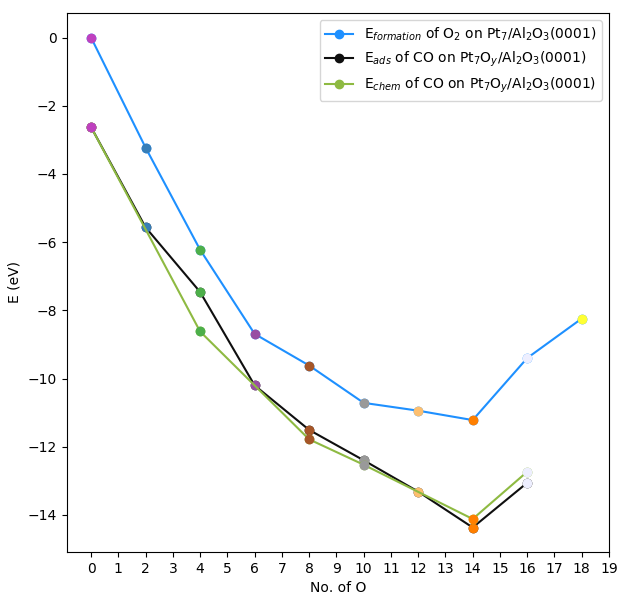 E_formation of O₂ on Pt₇/Al₂O₃(0001)
E_ads of CO on Pt₇O_y/Al₂O₃(0001)
E_chem of CO on Pt₇O_y/Al₂O₃(0001)
0
−2
−4
−6
−8
−10
−12
−14
E (eV)
0 1 2 3 4 5 6 7 8 9 10 11 12 13 14 15 16 17 18 19
No. of O